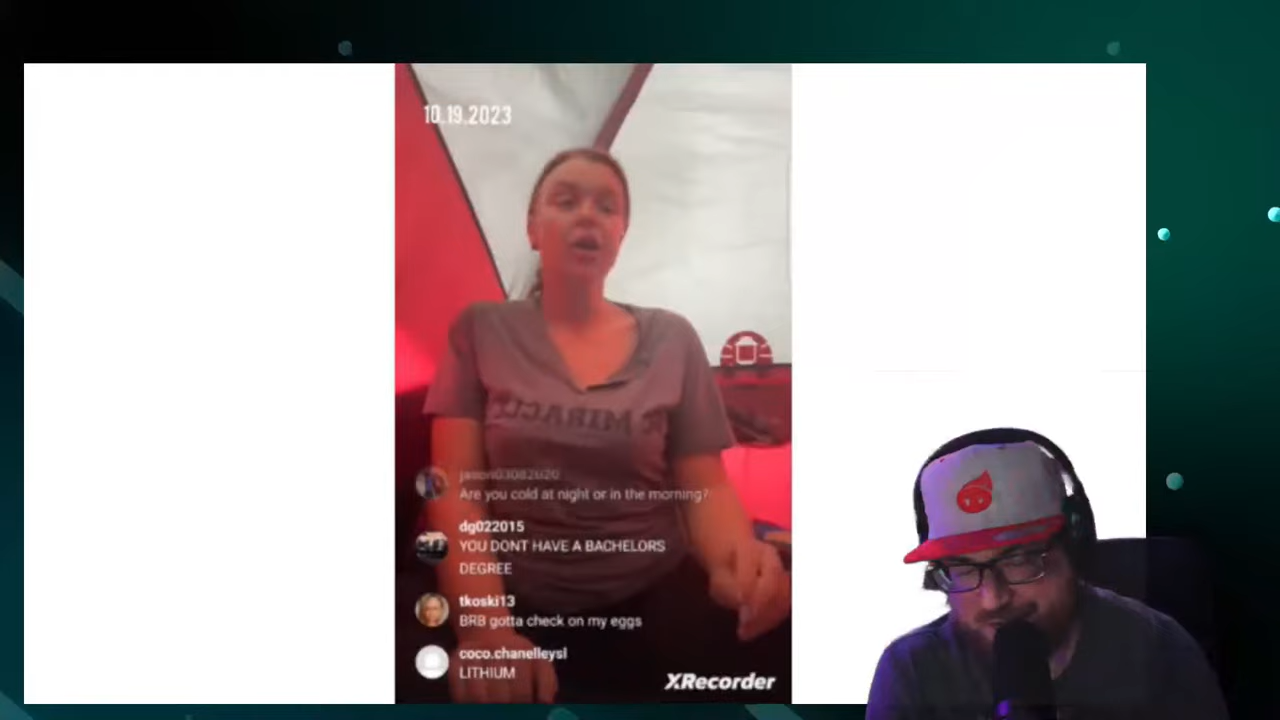 10.19.2023
jason03082020
Are you cold at night or in the morning?
dg022015
YOU DONT HAVE A BACHELORS
DEGREE
tkoski13
BRB gotta check on my eggs
coco.chanelleysl
LITHIUM
XRecorder